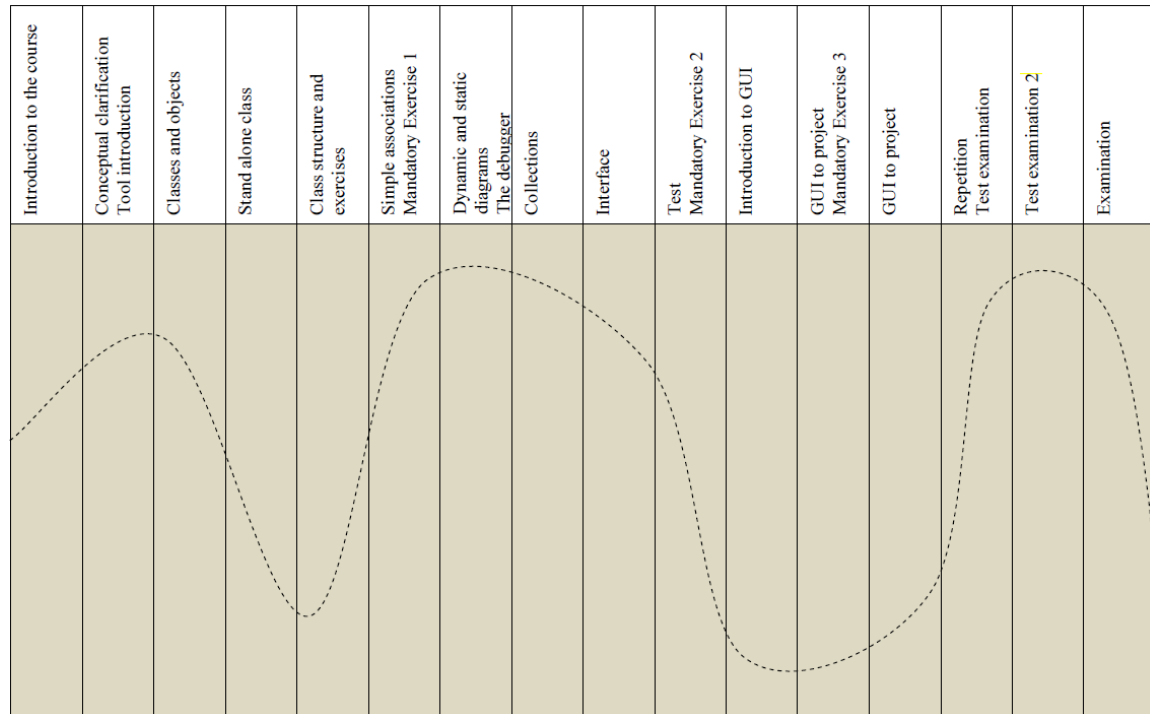 Introduction to the course
Conceptual clarification
Tool introduction
Classes and objects
Stand alone class
Class structure and
exercises
Simple associations
Mandatory Exercise 1
Dynamic and static
diagrams
The debugger
Collections
Interface
Test
Mandatory Exercise 2
Introduction to GUI
GUI to project
Mandatory Exercise 3
GUI to project
Repetition
Test examination
Test examination 2
Examination